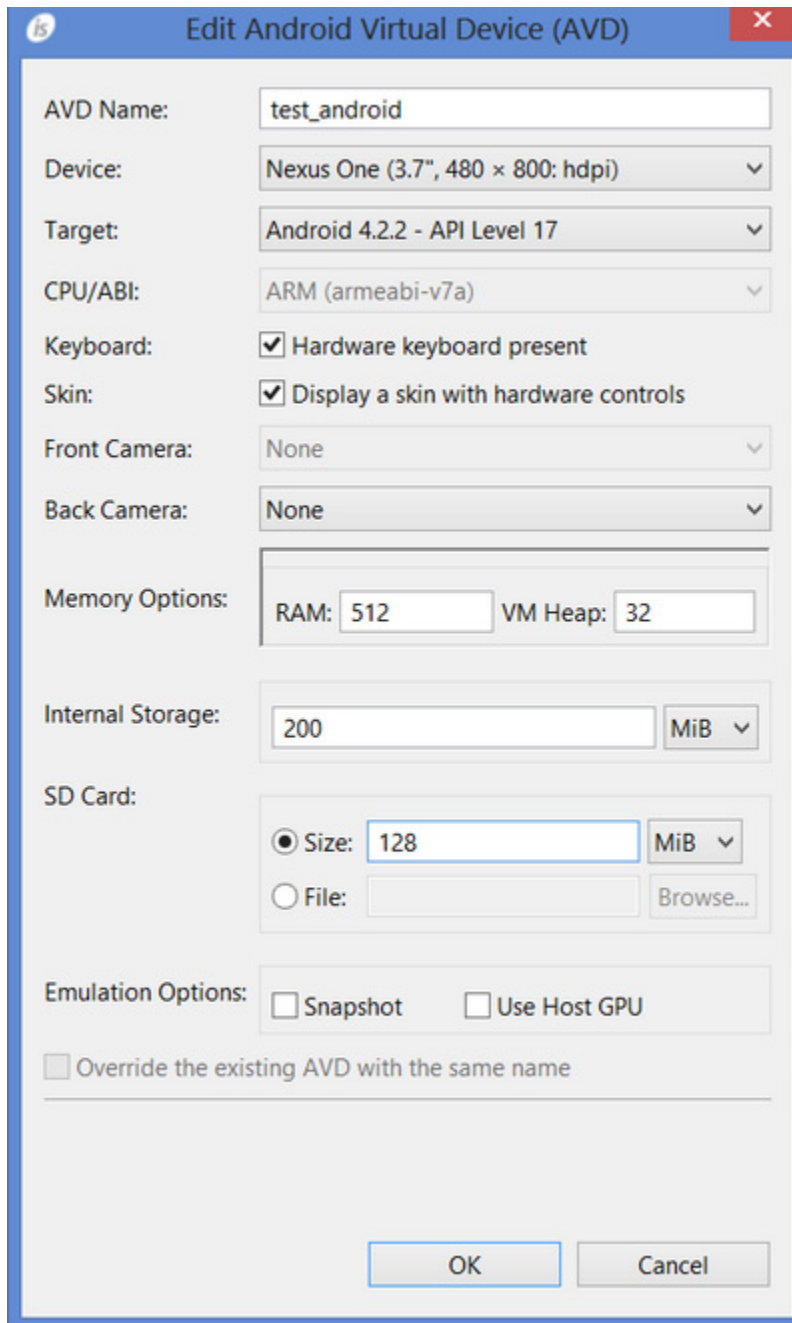 is
Edit Android Virtual Device (AVD)
AVD Name: test_android
Device: Nexus One (3.7", 480 × 800: hdpi)
Target: Android 4.2.2 - API Level 17
CPU/ABI: ARM (armeabi-v7a)
Keyboard: Hardware keyboard present
Skin: Display a skin with hardware controls
Front Camera: None
Back Camera: None
Memory Options: RAM: 512 VM Heap: 32
Internal Storage: 200 MiB
SD Card:
Size: 128 MiB
File: Browse...
Emulation Options: Snapshot Use Host GPU
Override the existing AVD with the same name
OK Cancel